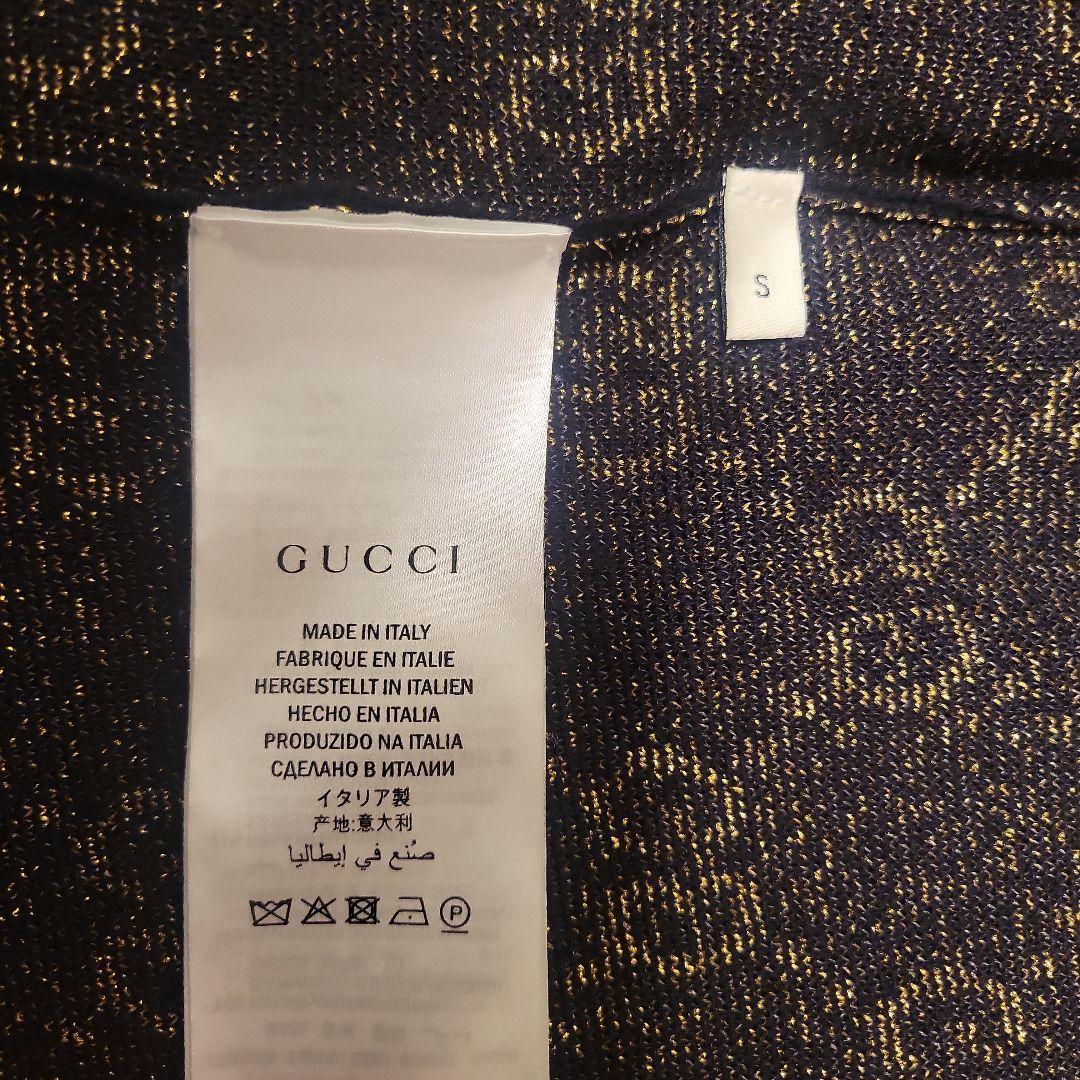 S
GUCCI
MADE IN ITALY
FABRIQUE EN ITALIE
HERGESTELLT IN ITALIEN
HECHO EN ITALIA
PRODUZIDO NA ITALIA
СДЕЛАНО В ИТАЛИИ
イタリア製
产地:意大利
صُنع في إيطاليا
P